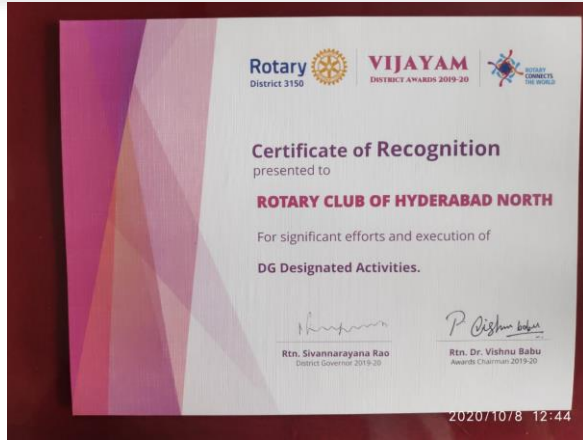 Rotary
District 3150
VIJAYAM
DISTRICT AWARDS 2019-20
ROTARY
CONNECTS
THE WORLD
Certificate of Recognition
presented to
ROTARY CLUB OF HYDERABAD NORTH
For significant efforts and execution of
DG Designated Activities.
P Vishnu babu
Rtn. Sivannarayana Rao
District Governor 2019-20
Rtn. Dr. Vishnu Babu
Awards Chairman 2019-20
2020/10/8 12:44